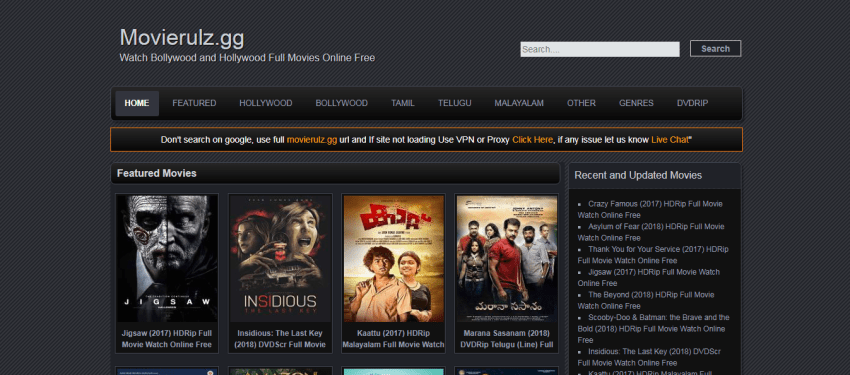 Movierulz.gg
Watch Bollywood and Hollywood Full Movies Online Free
Search....
Search
HOME FEATURED HOLLYWOOD BOLLYWOOD TAMIL TELUGU MALAYALAM OTHER GENRES DVDRIP
Don't search on google, use full movierulz.gg url and If site not loading Use VPN or Proxy Click Here, if any issue let us know Live Chat"
Featured Movies
JIGSAW
INSIDIOUS
THE LAST KEY
മരണ
Jigsaw (2017) HDRip Full
Movie Watch Online Free
Insidious: The Last Key
(2018) DVDScr Full Movie
Kaattu (2017) HDRip
Malayalam Full Movie Watch
Marana Sasanam (2018)
DVDRip Telugu (Line) Full
Recent and Updated Movies
Crazy Famous (2017) HDRip Full Movie
Watch Online Free
Asylum of Fear (2018) HDRip Full Movie
Watch Online Free
Thank You for Your Service (2017) HDRip
Full Movie Watch Online Free
Jigsaw (2017) HDRip Full Movie Watch
Online Free
The Beyond (2018) HDRip Full Movie
Watch Online Free
Scooby-Doo & Batman: the Brave and the
Bold (2018) HDRip Full Movie Watch Online
Free
Insidious: The Last Key (2018) DVDScr
Full Movie Watch Online Free
Kaattu (2017) HDRip Malayalam Full